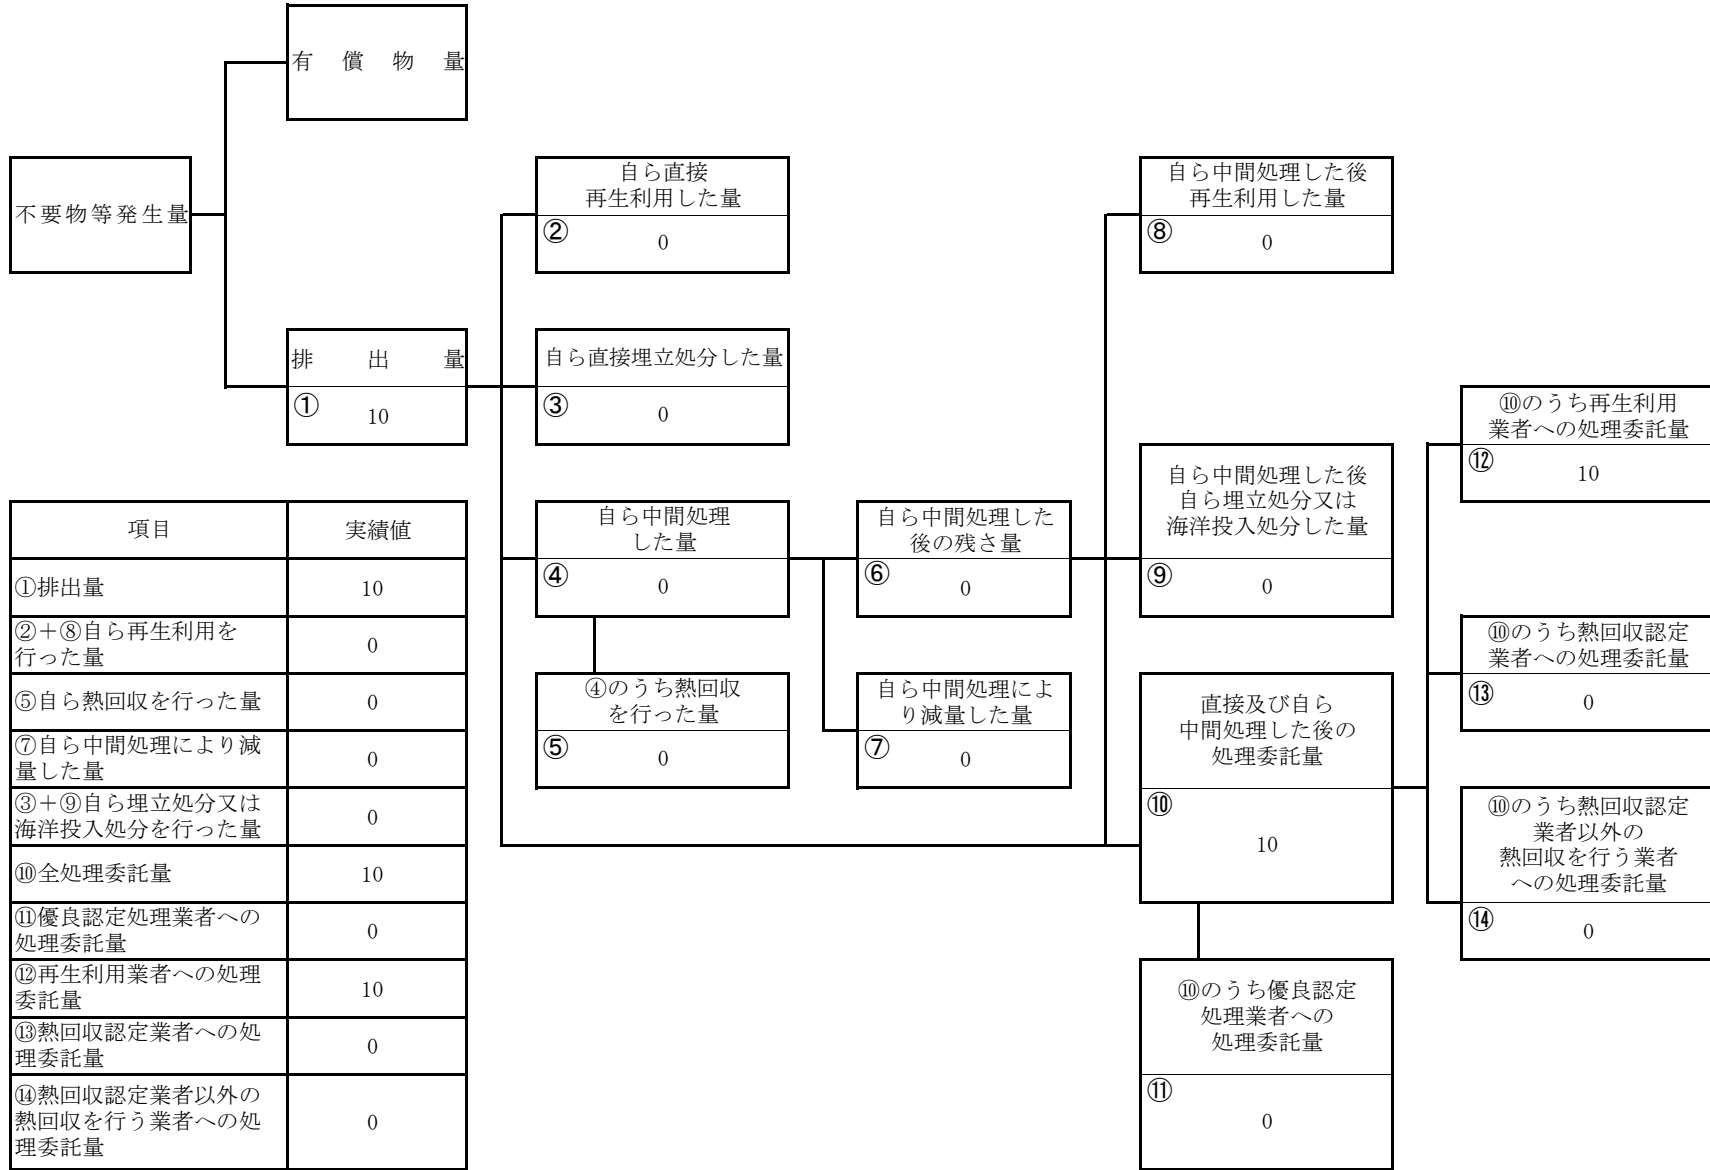 有償物量
不要物等発生量
排出量
① 10
自ら直接
再生利用した量
② 0
自ら直接埋立処分した量
③ 0
自ら中間処理
した量
④ 0
④のうち熱回収
を行った量
⑤ 0
自ら中間処理した
後の残さ量
⑥ 0
自ら中間処理によ
り減量した量
⑦ 0
自ら中間処理した後
再生利用した量
⑧ 0
自ら中間処理した後
自ら埋立処分又は
海洋投入処分した量
⑨ 0
直接及び自ら
中間処理した後の
処理委託量
⑩
10
⑩のうち優良認定
処理業者への
処理委託量
⑪
0
⑩のうち再生利用
業者への処理委託量
⑫ 10
⑩のうち熱回収認定
業者への処理委託量
⑬ 0
⑩のうち熱回収認定
業者以外の
熱回収を行う業者
への処理委託量
⑭ 0
項目 実績値
①排出量 10
②＋⑧自ら再生利用を
行った量 0
⑤自ら熱回収を行った量 0
⑦自ら中間処理により減
量した量 0
③＋⑨自ら埋立処分又は
海洋投入処分を行った量 0
⑩全処理委託量 10
⑪優良認定処理業者への
処理委託量 0
⑫再生利用業者への処理
委託量 10
⑬熱回収認定業者への処
理委託量 0
⑭熱回収認定業者以外の
熱回収を行う業者への処 0
理委託量